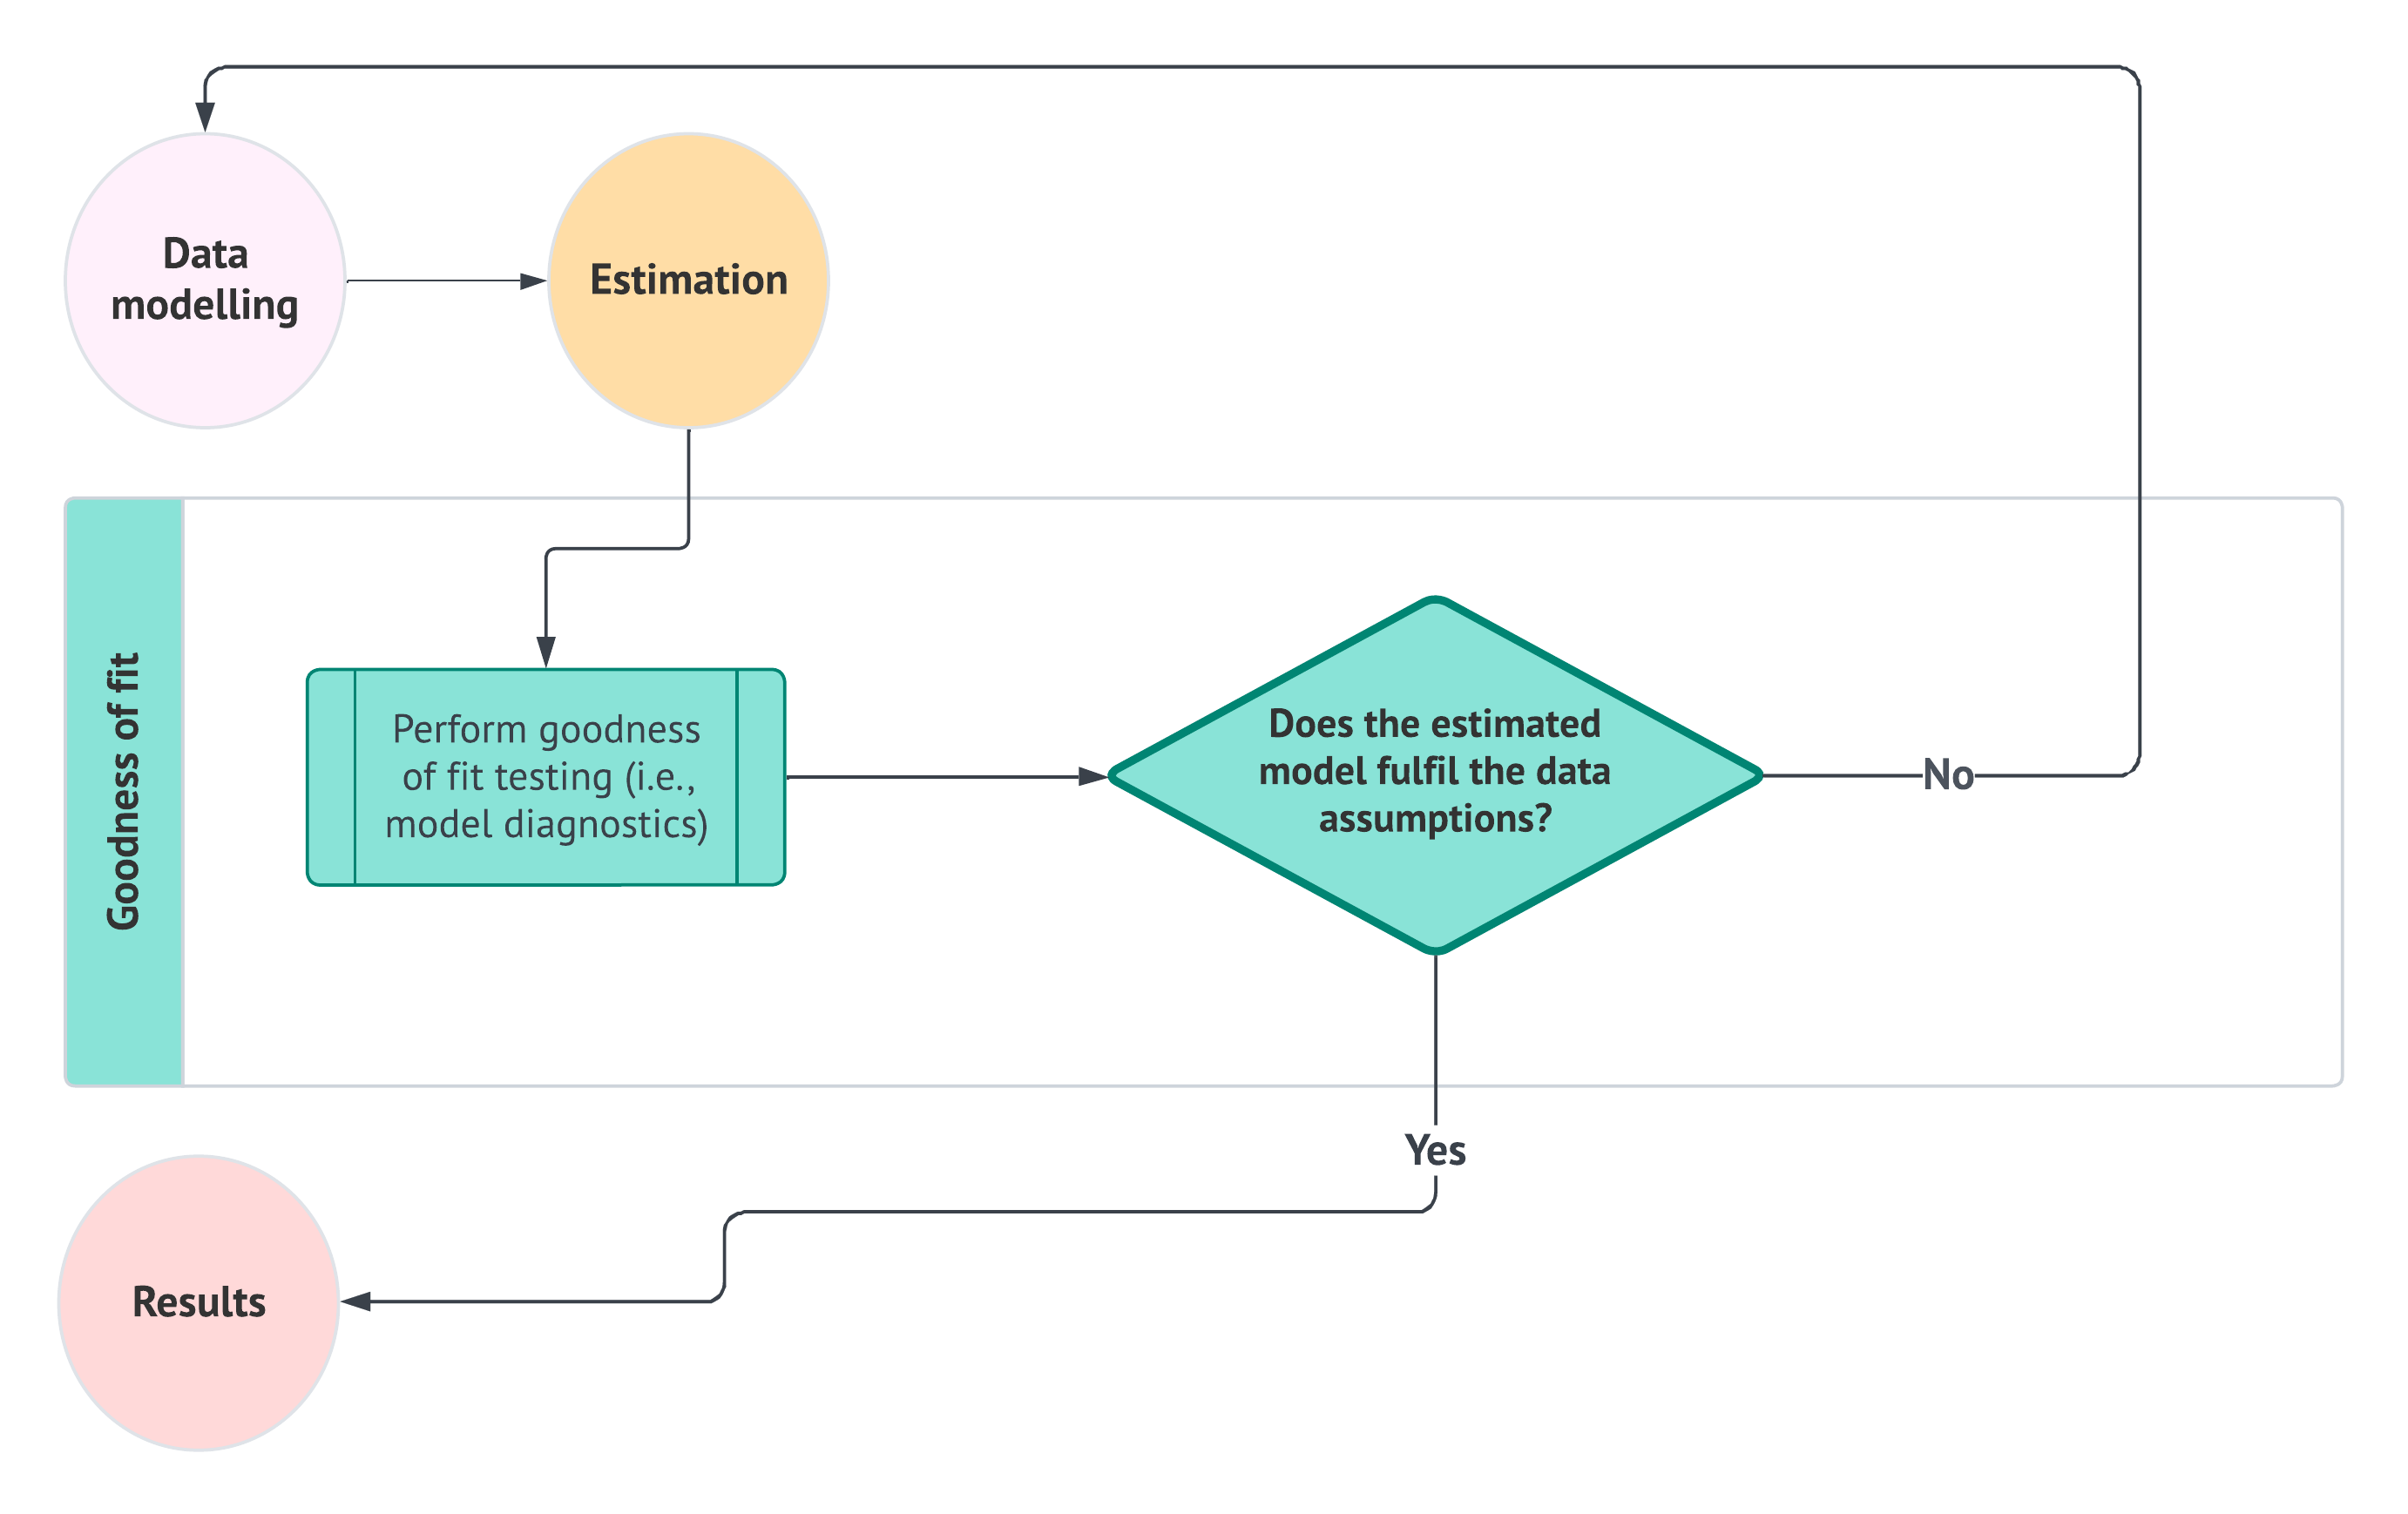 Data
modelling
Estimation
Goodness of fit
Perform goodness
of fit testing (i.e.,
model diagnostics)
Does the estimated
model fulfil the data
assumptions?
No
Yes
Results